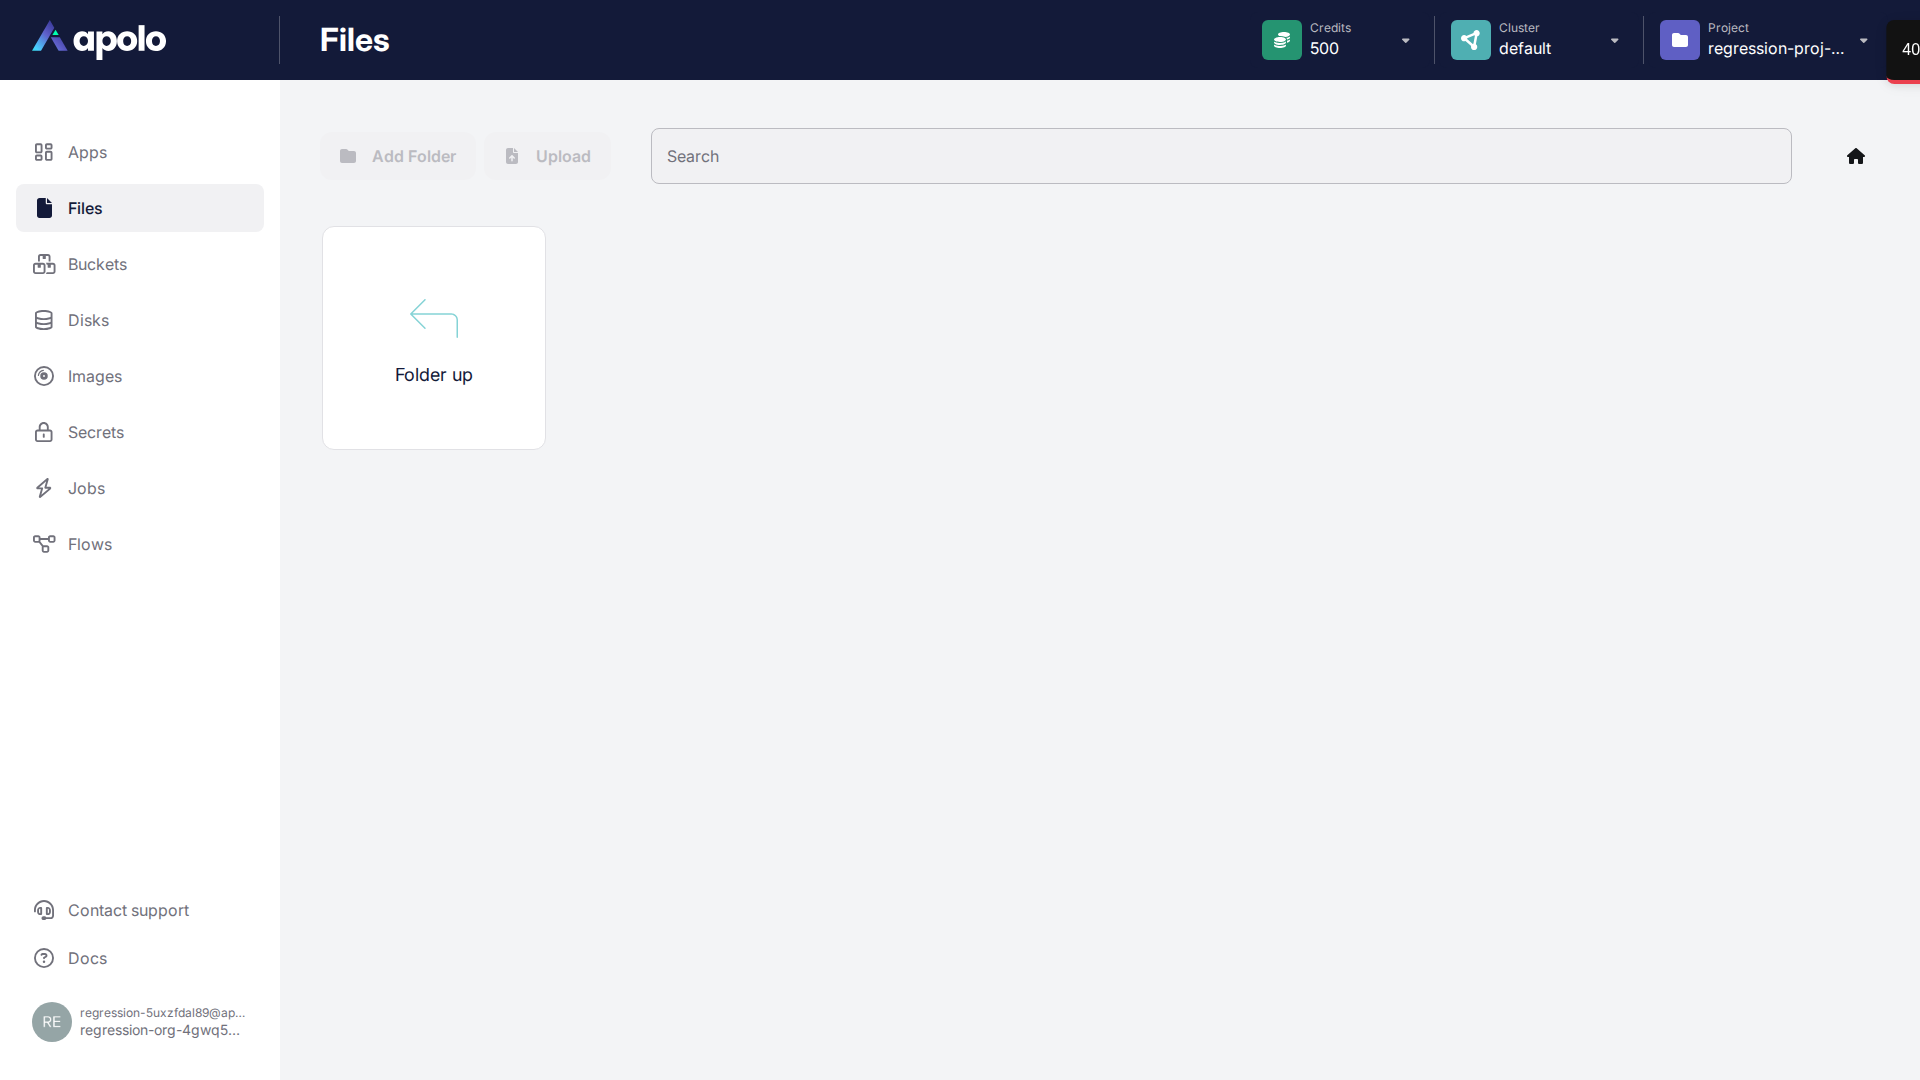 apolo
Files
Credits
500
Cluster
default
Project
regression-proj-...
40
Apps
Files
Buckets
Disks
Images
Secrets
Jobs
Flows
Add Folder
Upload
Search
Folder up
Contact support
Docs
RE
regression-5uxzfdal89@ap...
regression-org-4gwq5...